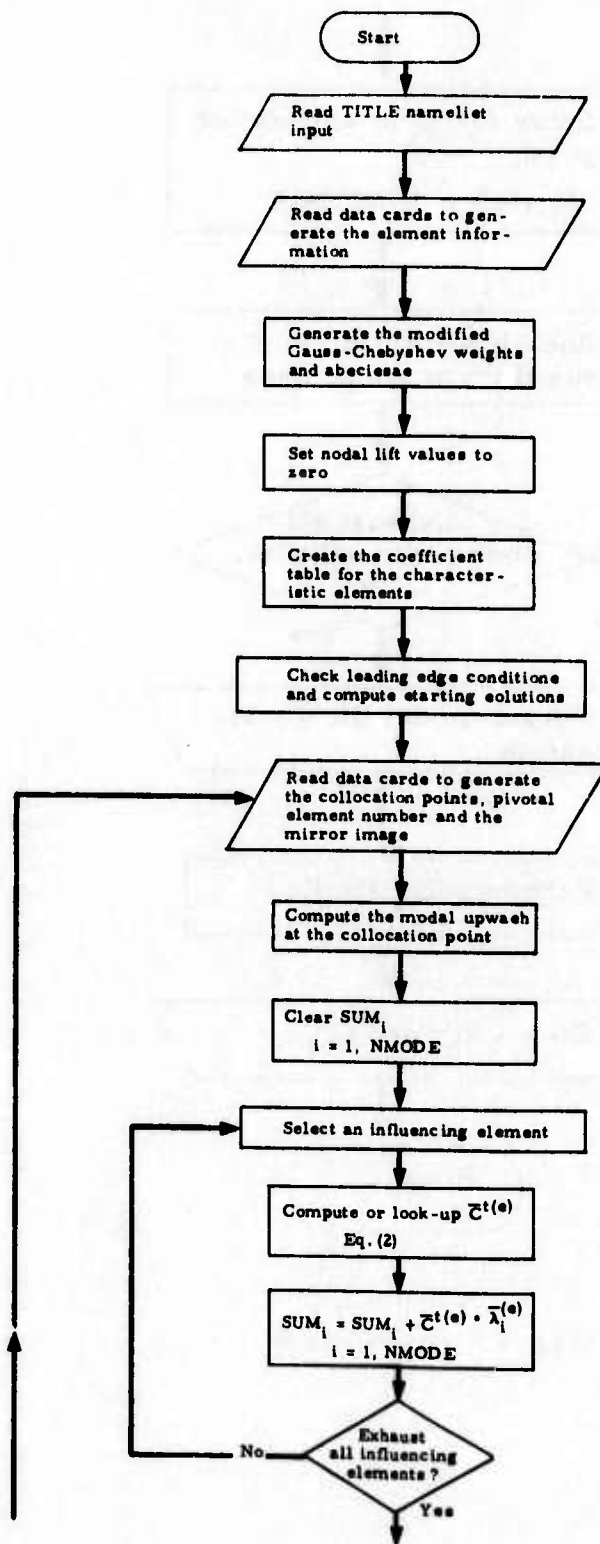 Start
Read TITLE namelist
input
Read data cards to gen-
erate the element infor-
mation
Generate the modified
Gauss-Chebyshev weights
and abscissae
Set nodal lift values to
zero
Create the coefficient
table for the character-
istic elements
Check leading edge conditions
and compute starting solutions
Read data cards to generate
the collocation points, pivotal
element number and the
mirror image
Compute the modal upwash
at the collocation point
Clear SUMᵢ
i = 1, NMODE
Select an influencing element
Compute or look-up C̅ᵗ⁽ᵉ⁾
Eq. (2)
SUMᵢ = SUMᵢ + C̅ᵗ⁽ᵉ⁾ • λ̅ᵢ⁽ᵉ⁾
i = 1, NMODE
Exhaust
all influencing
elements ?
No
Yes